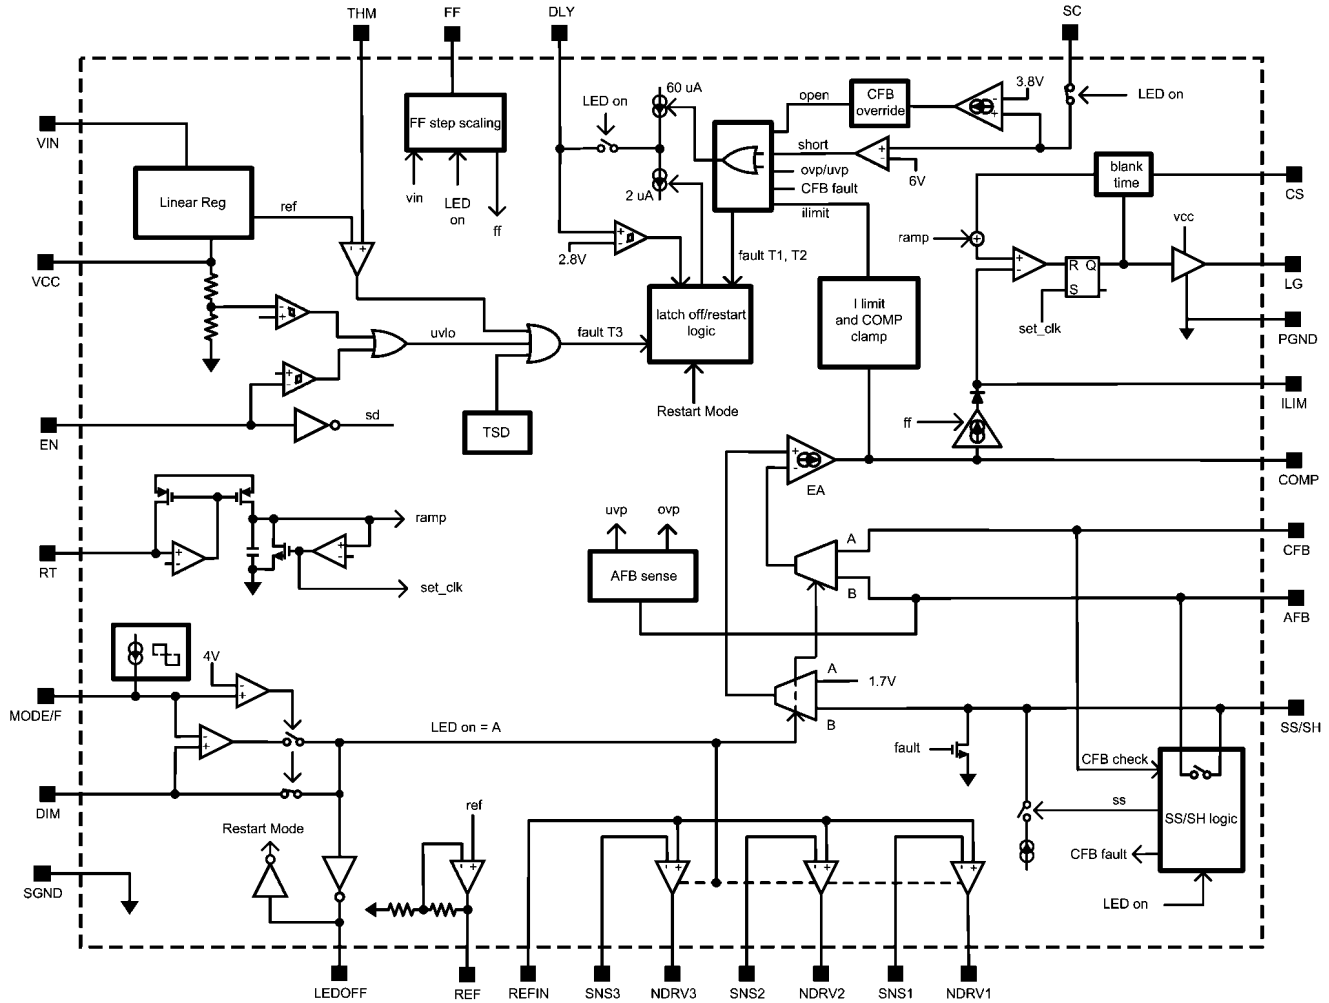 THM
FF
DLY
SC
VIN
VCC
EN
RT
MODE/F
DIM
SGND
Linear Reg
ref
-
+
FF step scaling
vin
LED
on
ff
LED on
60 uA
2 uA
+
-
2.8V
open
short
ovp/uvp
CFB fault
ilimit
CFB
override
3.8V
-
+
+
-
6V
LED on
fault T1, T2
latch off/restart
logic
Restart Mode
fault T3
uvlo
-
+
+
-
sd
TSD
I limit
and COMP
clamp
blank
time
ramp
+
+
-
R
Q
S
set_clk
vcc
CS
LG
PGND
ILIM
COMP
CFB
AFB
SS/SH
ff
+
-
EA
+
-
ramp
+
-
set_clk
uvp
ovp
AFB sense
A
B
A
1.7V
B
4V
-
+
-
+
LED on = A
fault
CFB check
ss
SS/SH logic
CFB fault
LED on
Restart Mode
ref
-
+
-
+
-
+
-
+
LEDOFF
REF
REFIN
SNS3
NDRV3
SNS2
NDRV2
SNS1
NDRV1